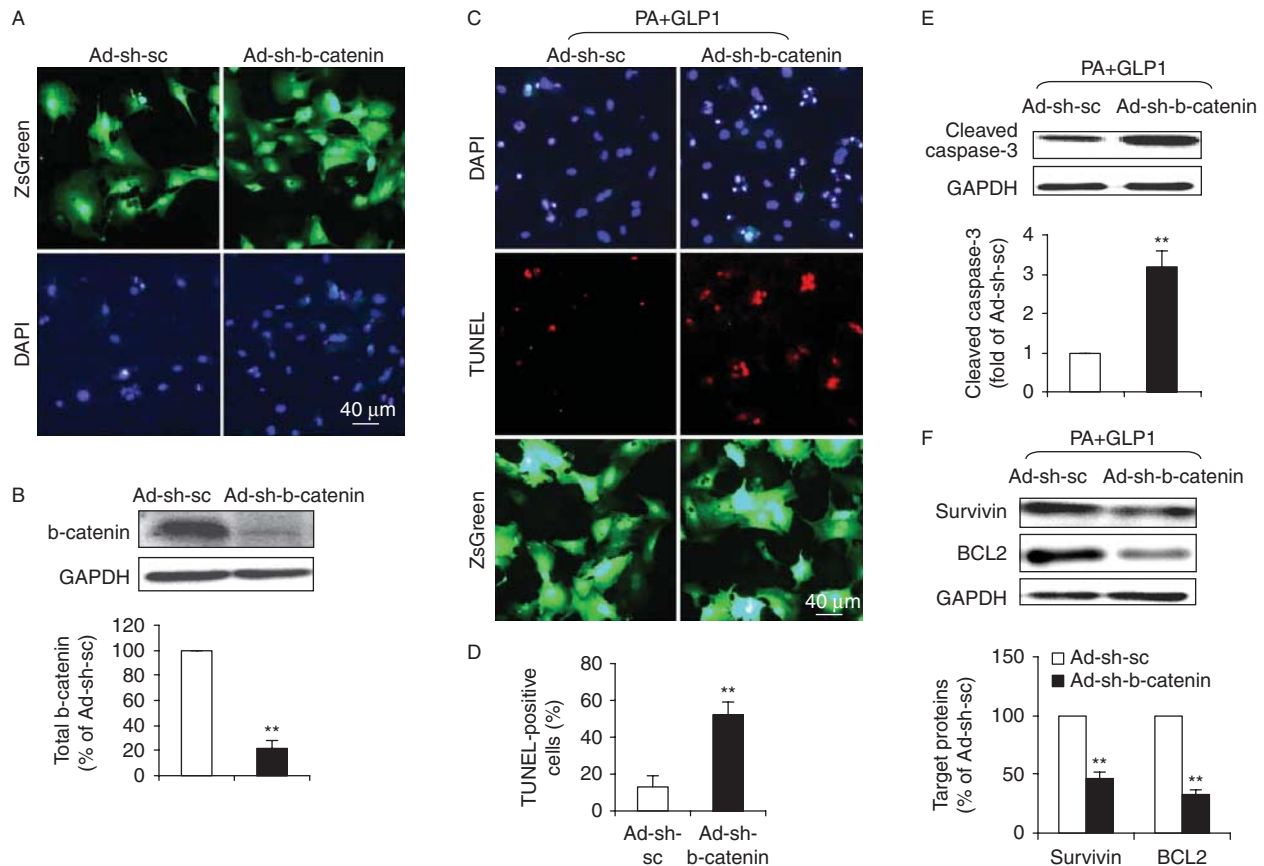 A
Ad-sh-sc Ad-sh-b-catenin
ZsGreen
DAPI
40 μm
B
Ad-sh-sc Ad-sh-b-catenin
b-catenin
GAPDH
Total b-catenin
(% of Ad-sh-sc)
120
100
80
60
40
20
0
**
C
PA+GLP1
Ad-sh-sc Ad-sh-b-catenin
DAPI
TUNEL
ZsGreen
40 μm
D
TUNEL-positive
cells (%)
80
60
40
20
0
**
Ad-sh-
sc
Ad-sh-
b-catenin
E
PA+GLP1
Ad-sh-sc Ad-sh-b-catenin
Cleaved
caspase-3
GAPDH
Cleaved caspase-3
(fold of Ad-sh-sc)
4
3
2
1
0
**
F
PA+GLP1
Ad-sh-sc Ad-sh-b-catenin
Survivin
BCL2
GAPDH
Target proteins
(% of Ad-sh-sc)
150
100
50
0
Ad-sh-sc
Ad-sh-b-catenin
**
**
Survivin BCL2